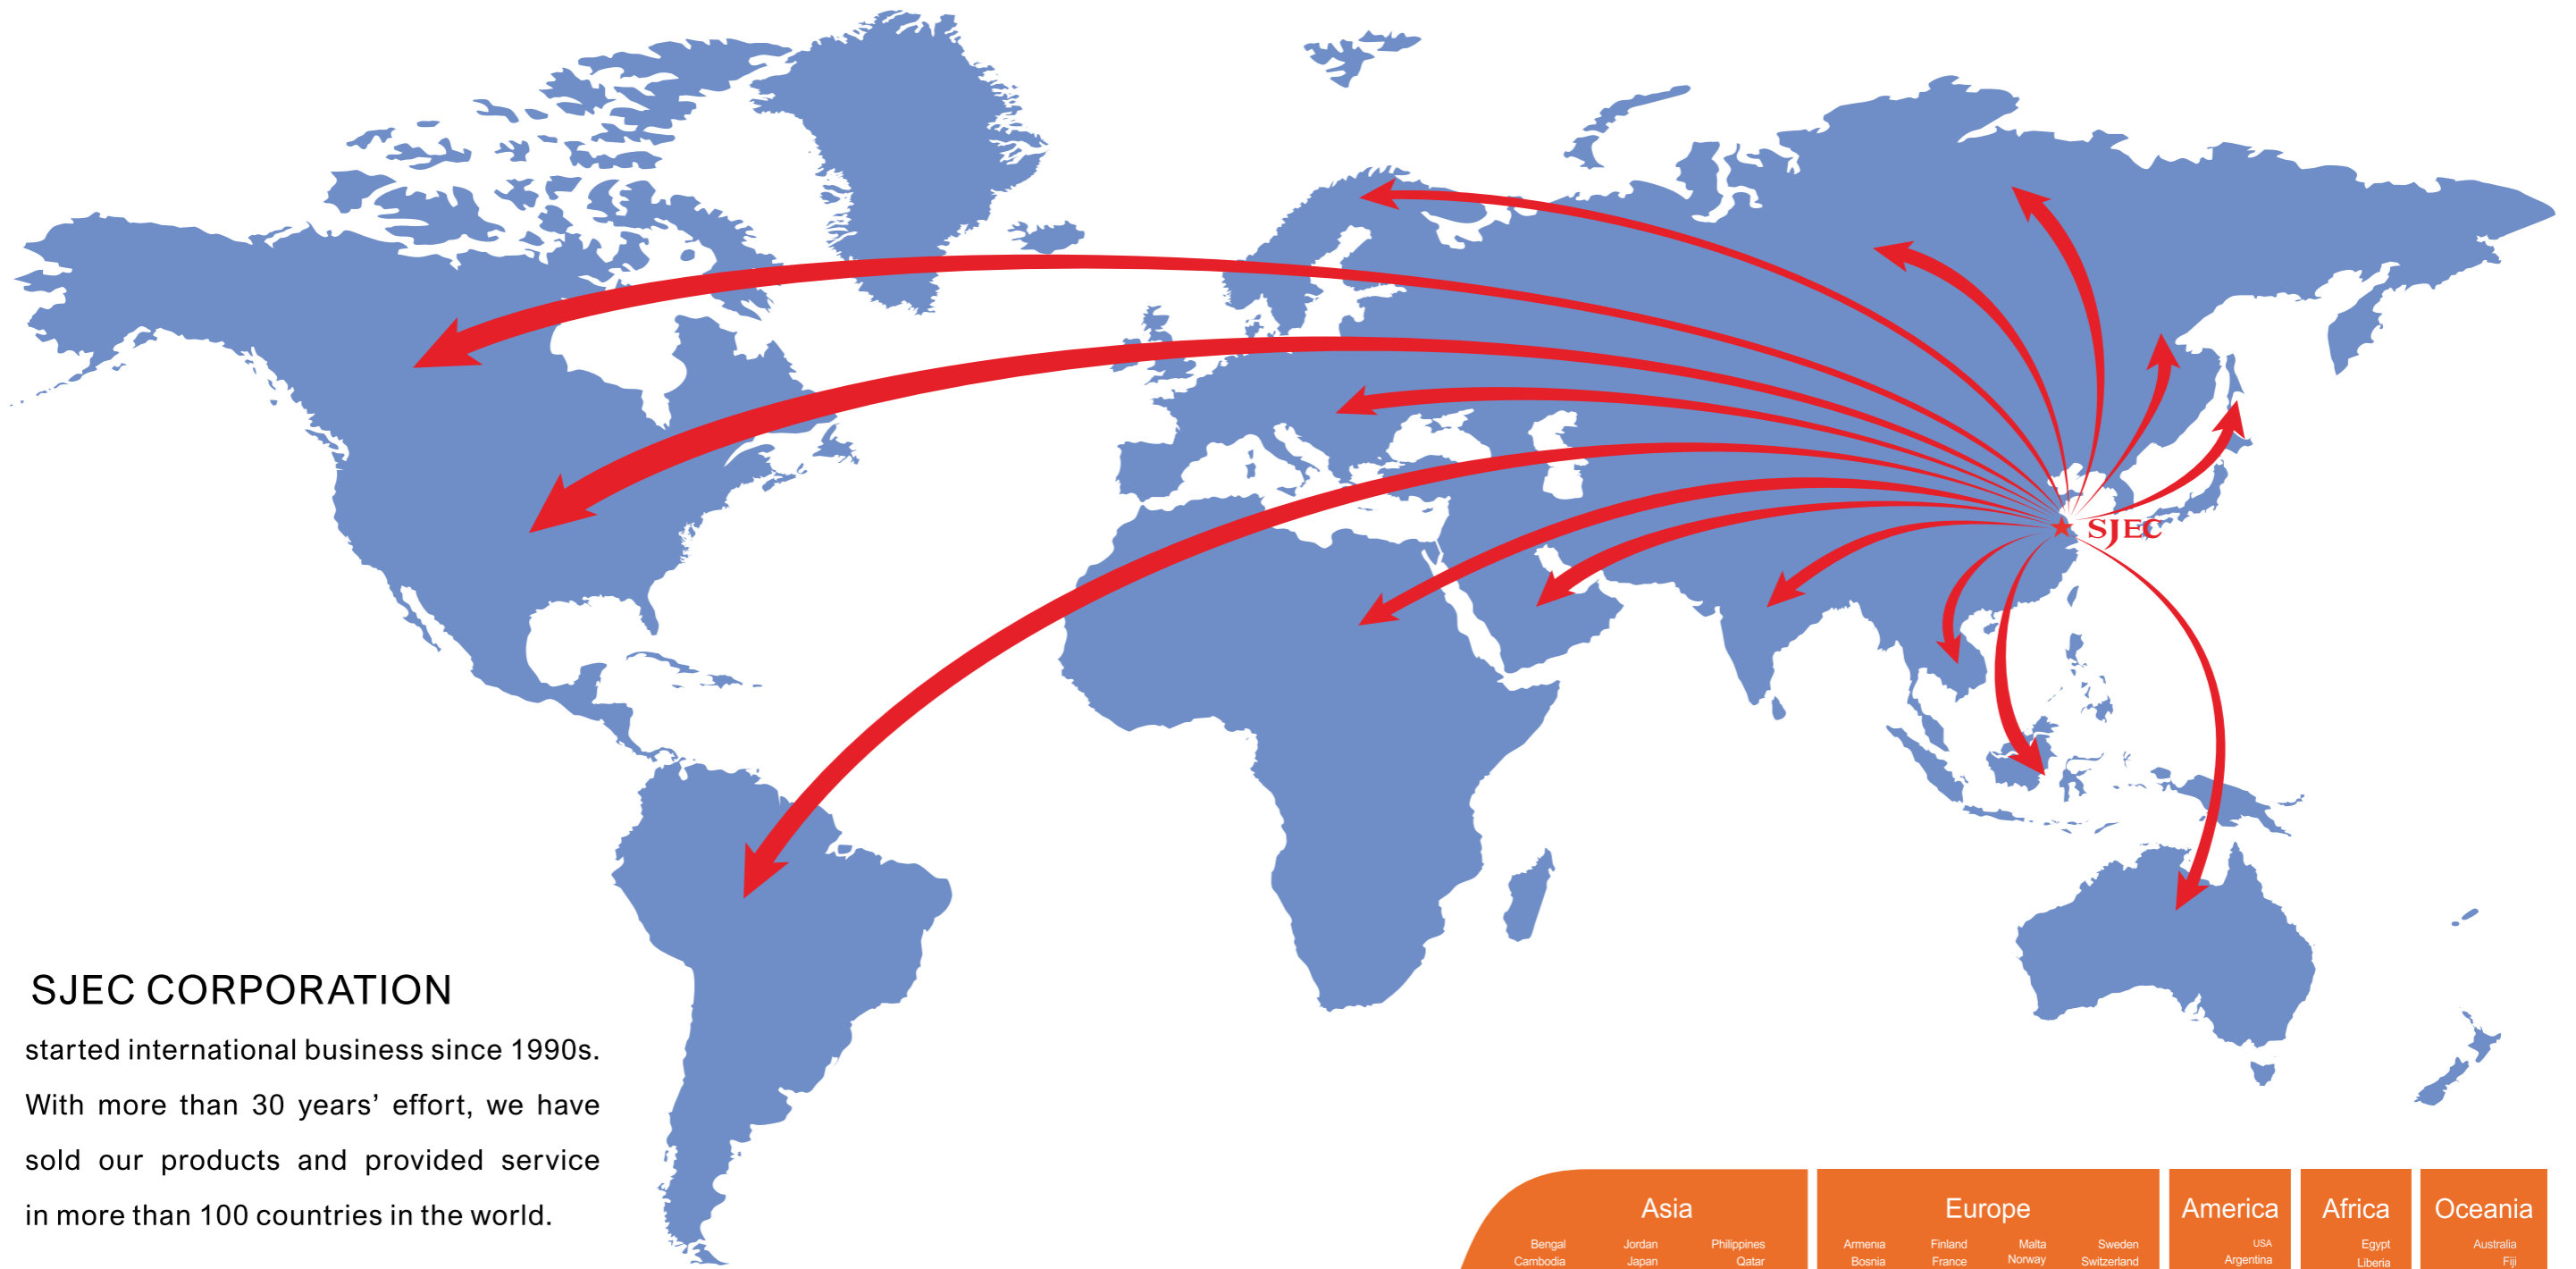 SJEC
SJEC CORPORATION
started international business since 1990s.
With more than 30 years’ effort, we have
sold our products and provided service
in more than 100 countries in the world.
Asia
Bengal Jordan Philippines
Cambodia Japan Qatar
Europe
Armenia Finland Malta Sweden
Bosnia France Norway Switzerland
America
USA
Argentina
Africa
Egypt
Liberia
Oceania
Australia
Fiji